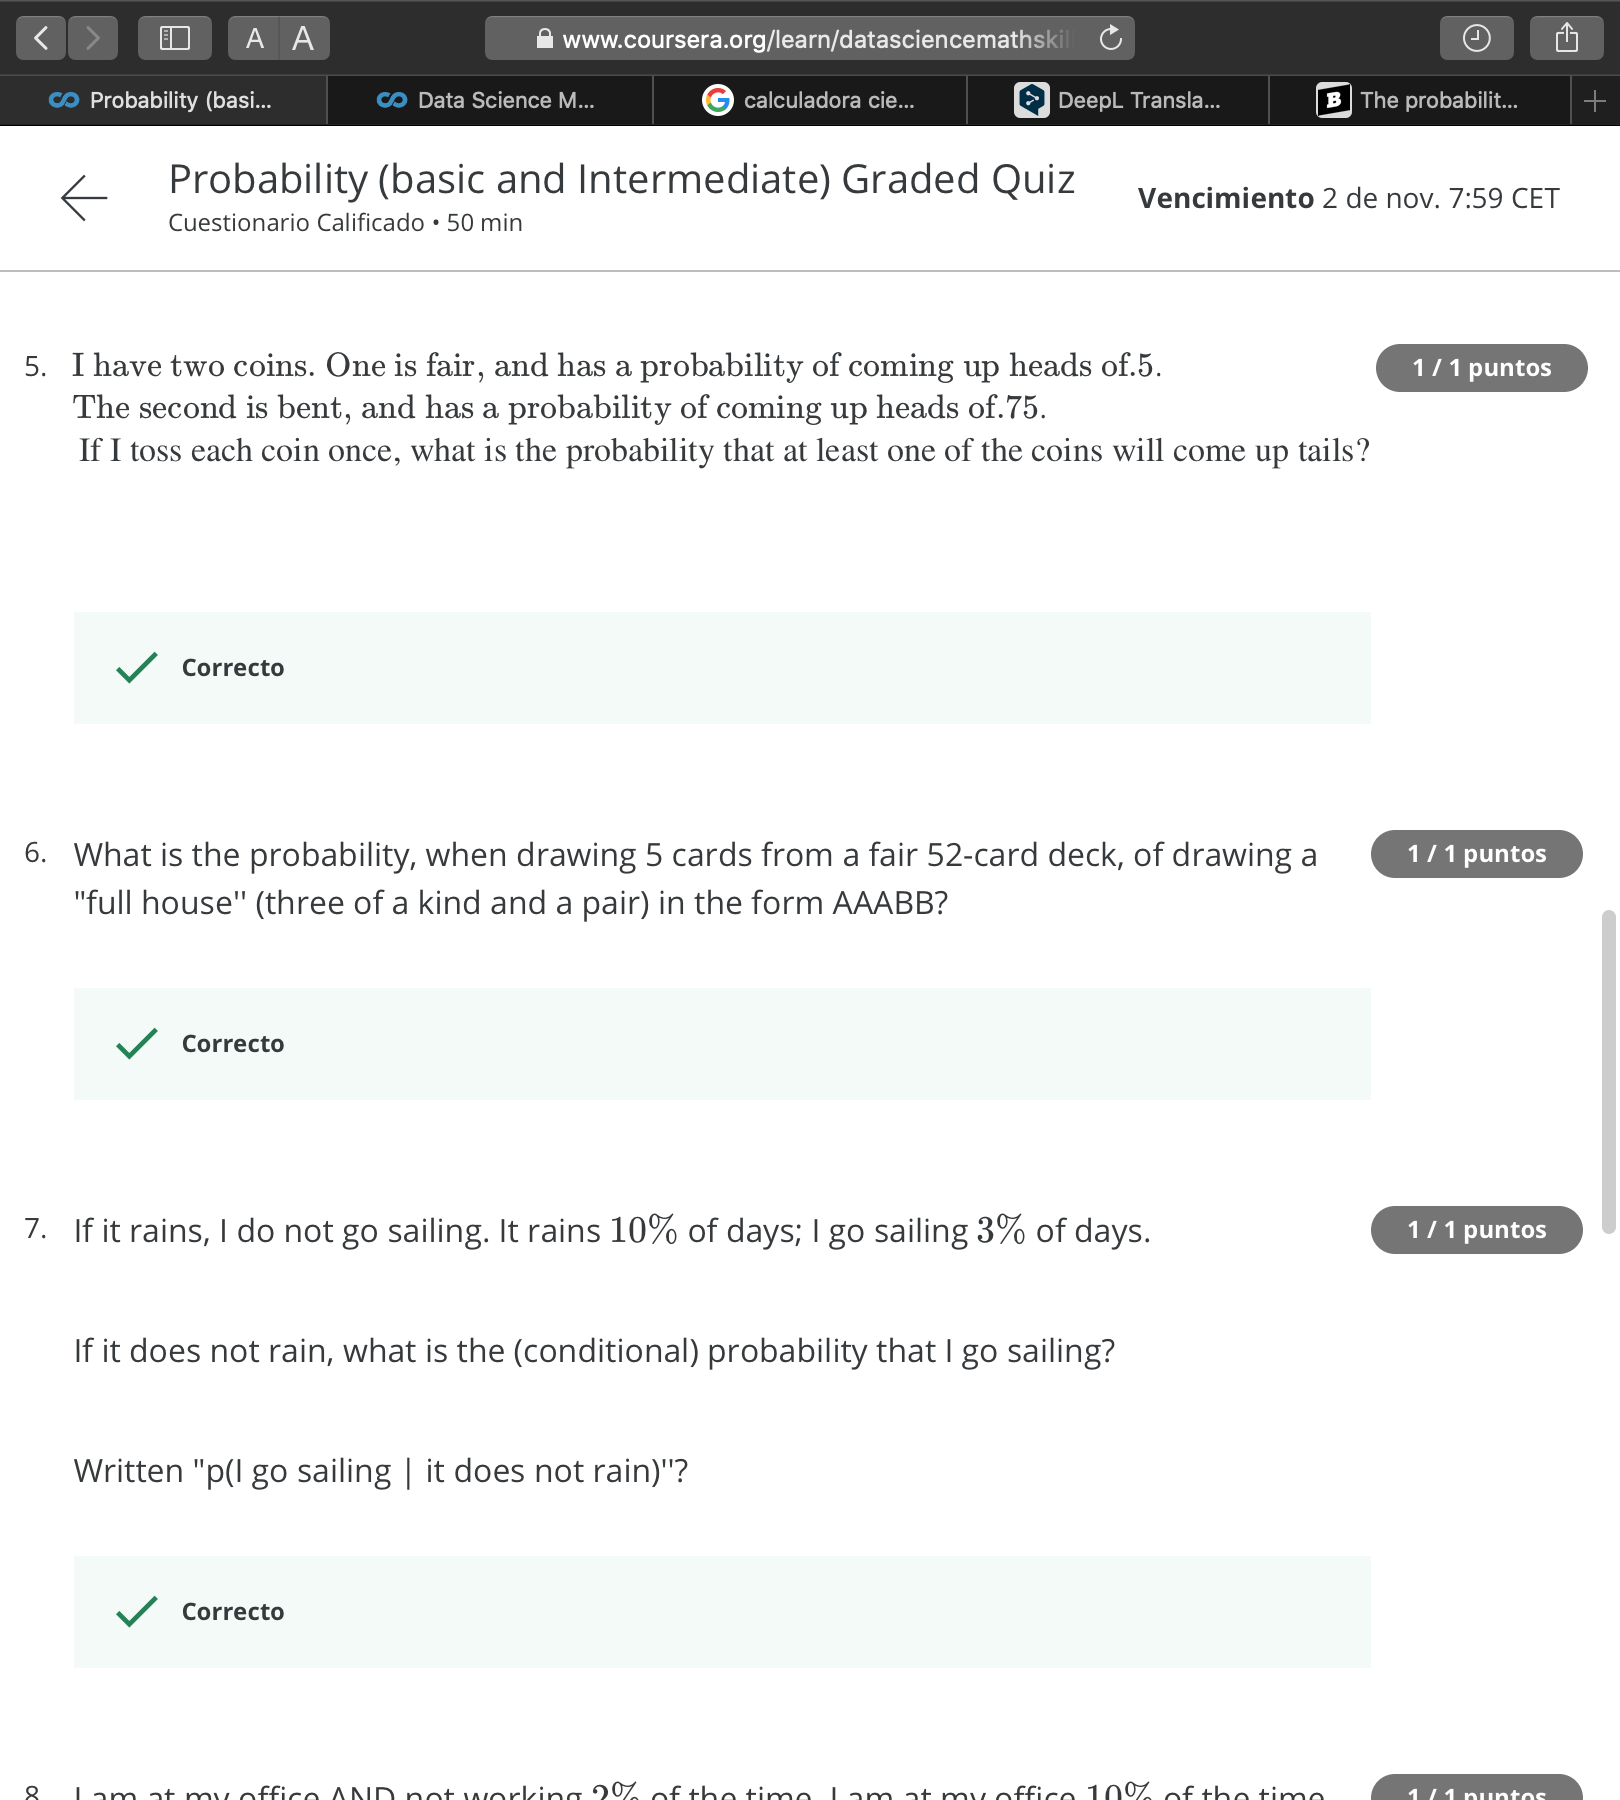 A A
www.coursera.org/learn/datasciencemathskil
Probability (basi...
Data Science M...
calculadora cie...
DeepL Transla...
The probabilit...
Probability (basic and Intermediate) Graded Quiz
Cuestionario Calificado • 50 min
Vencimiento 2 de nov. 7:59 CET
5. I have two coins. One is fair, and has a probability of coming up heads of.5.
1 / 1 puntos
The second is bent, and has a probability of coming up heads of.75.
If I toss each coin once, what is the probability that at least one of the coins will come up tails?
Correcto
6. What is the probability, when drawing 5 cards from a fair 52-card deck, of drawing a
1 / 1 puntos
"full house'' (three of a kind and a pair) in the form AAABB?
Correcto
7. If it rains, I do not go sailing. It rains 10% of days; I go sailing 3% of days.
1 / 1 puntos
If it does not rain, what is the (conditional) probability that I go sailing?
Written "p(I go sailing | it does not rain)''?
Correcto
8. I am at my office AND not working 2% of the time. I am at my office 10% of the time.
1 / 1 puntos